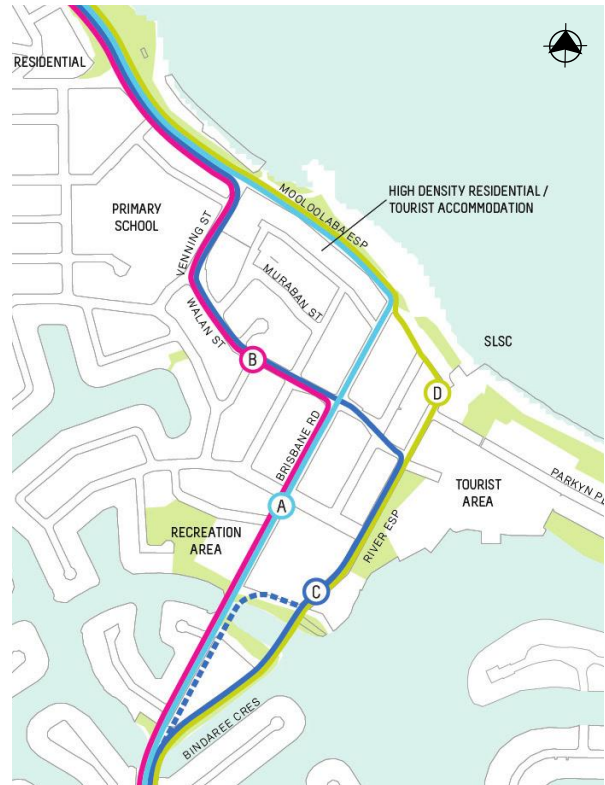 RESIDENTIAL
MOOLOOLABA ESP
HIGH DENSITY RESIDENTIAL /
TOURIST ACCOMMODATION
PRIMARY
SCHOOL
VENNING ST
MURABAN ST
WALAN ST
SLSC
B
D
BRISBANE RD
PARKYN P
TOURIST
AREA
A
RECREATION
AREA
RIVER ESP
C
BINDAREE CRES